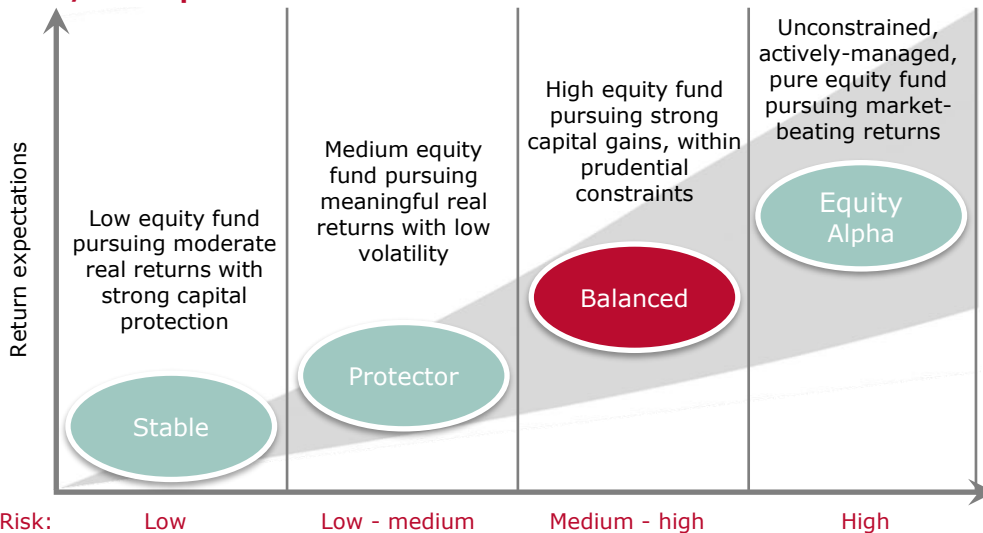 Return expectations
Low equity fund
pursuing moderate
real returns with
strong capital
protection
Stable
Medium equity
fund pursuing
meaningful real
returns with low
volatility
Protector
High equity fund
pursuing strong
capital gains, within
prudential
constraints
Balanced
Unconstrained,
actively-managed,
pure equity fund
pursuing market-
beating returns
Equity
Alpha
Risk: Low Low - medium Medium - high High